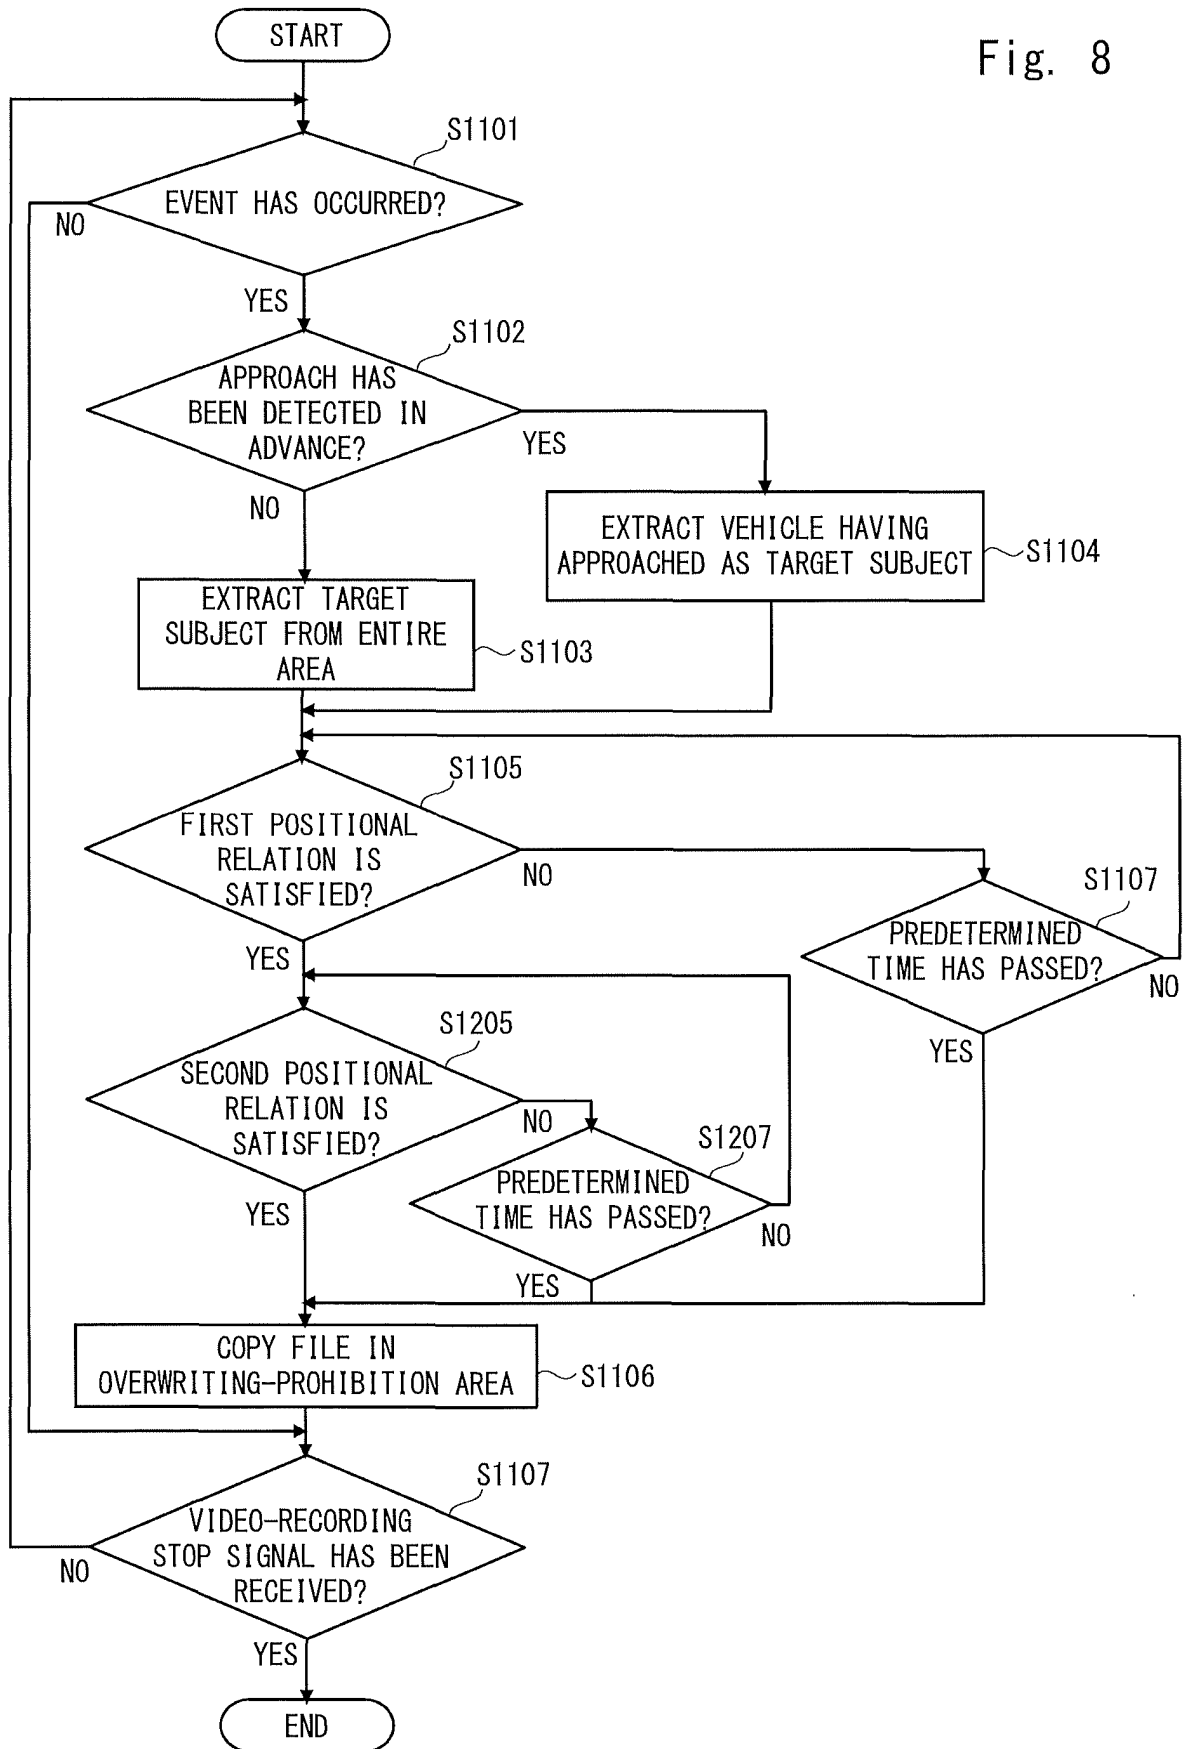 START
Fig. 8
S1101
EVENT HAS OCCURRED?
NO
YES
S1102
APPROACH HAS
BEEN DETECTED IN
ADVANCE?
YES
NO
EXTRACT VEHICLE HAVING
APPROACHED AS TARGET SUBJECT
S1104
EXTRACT TARGET
SUBJECT FROM ENTIRE
AREA
S1103
S1105
FIRST POSITIONAL
RELATION IS
SATISFIED?
NO
YES
S1107
PREDETERMINED
TIME HAS PASSED?
NO
YES
S1205
SECOND POSITIONAL
RELATION IS
SATISFIED?
NO
YES
S1207
PREDETERMINED
TIME HAS PASSED?
NO
YES
COPY FILE IN
OVERWRITING-PROHIBITION AREA
S1106
S1107
VIDEO-RECORDING
STOP SIGNAL HAS BEEN
RECEIVED?
NO
YES
END